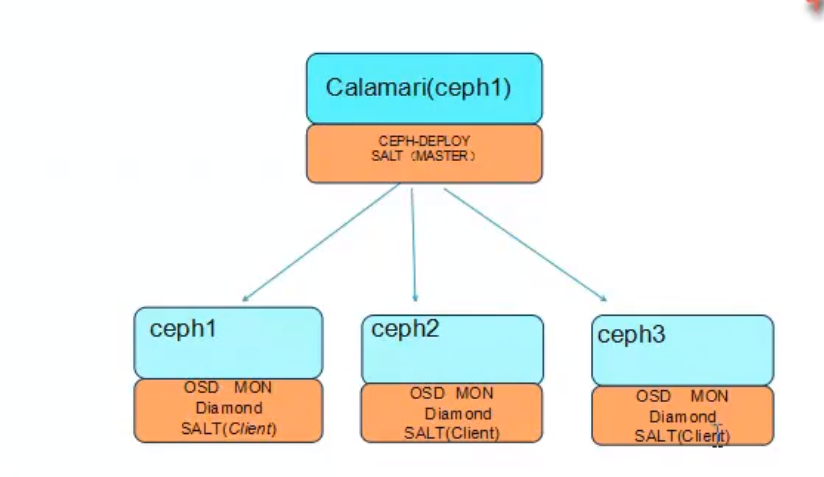 Calamari(ceph1)
CEPH-DEPLOY
SALT（MASTER）
ceph1
OSD MON
Diamond
SALT(Client)
ceph2
OSD MON
Diamond
SALT(Client)
ceph3
OSD MON
Diamond
SALT(Client)